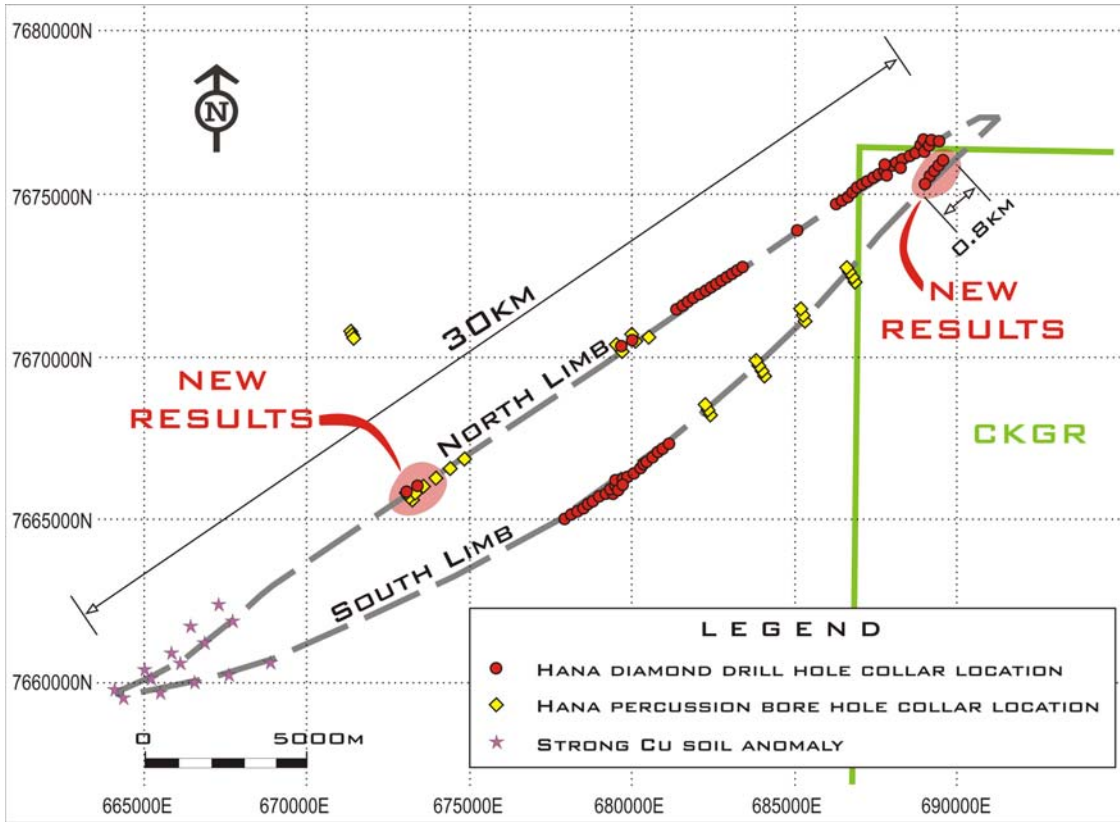 7680000N
N
7675000N
30KM
0.8KM
NEW
RESULTS
7670000N
NORTH LIMB
NEW
RESULTS
CKGR
7665000N
SOUTH LIMB
LEGEND
HANA DIAMOND DRILL HOLE COLLAR LOCATION
HANA PERCUSSION BORE HOLE COLLAR LOCATION
STRONG CU SOIL ANOMALY
7660000N
0 5000M
665000E 670000E 675000E 680000E 685000E 690000E